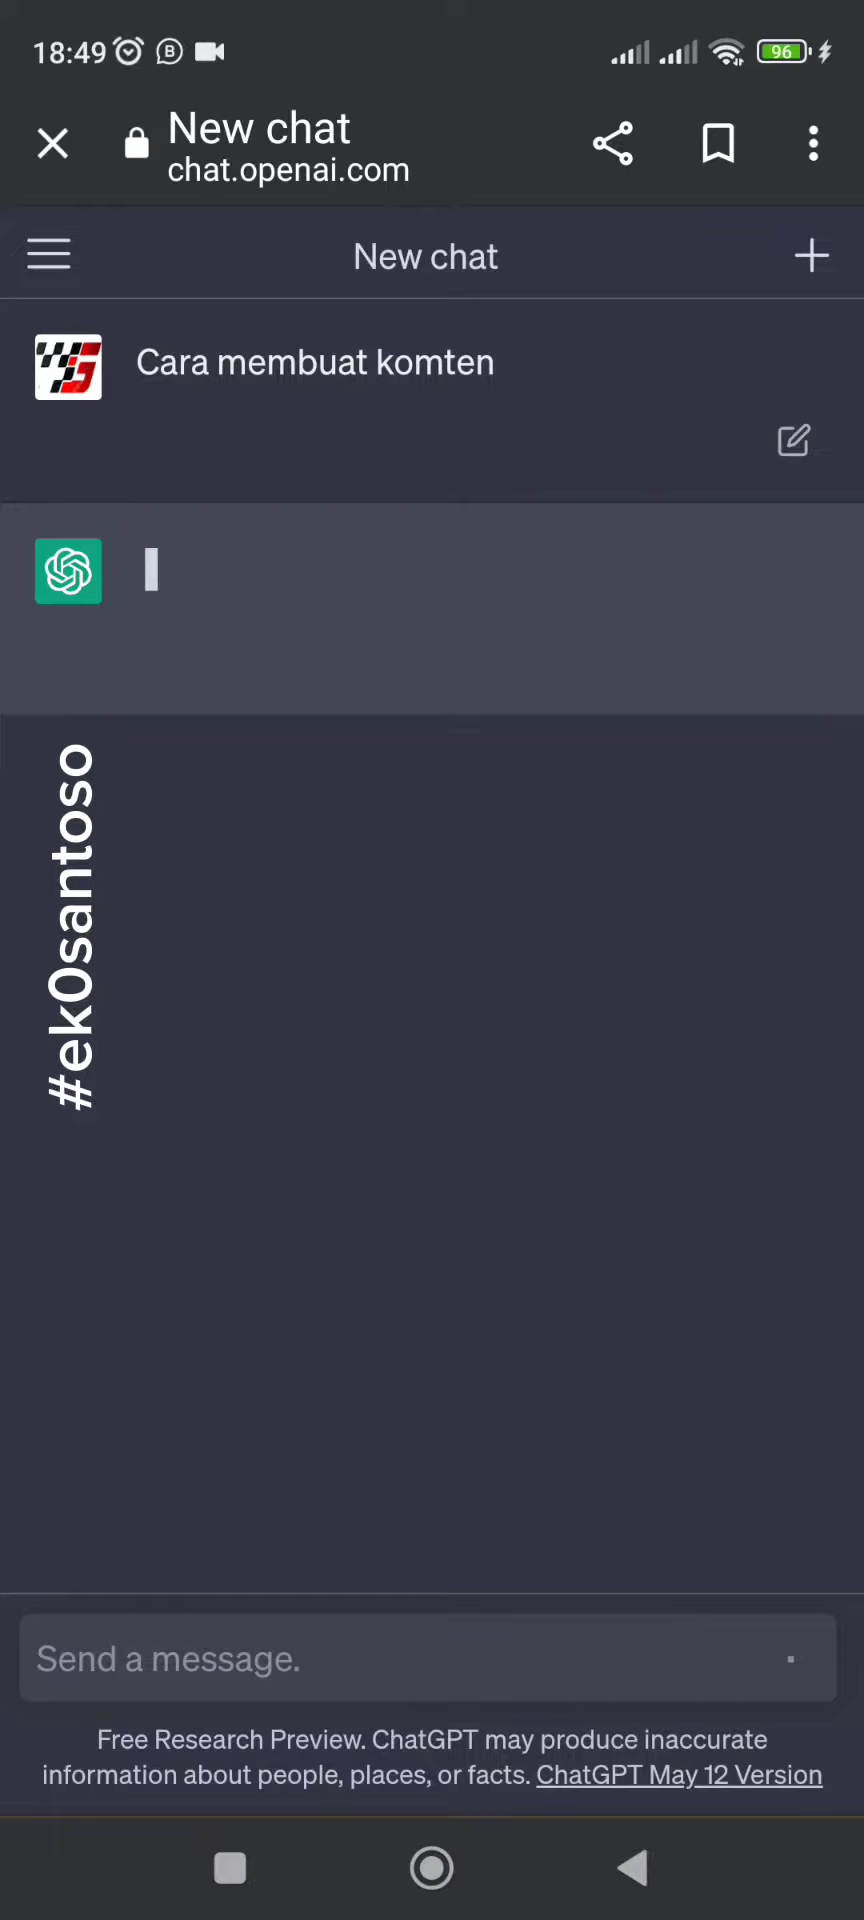 18:49
96
New chat
chat.openai.com
New chat
Cara membuat komten
#ek0santoso
Send a message.
Free Research Preview. ChatGPT may produce inaccurate
information about people, places, or facts. ChatGPT May 12 Version